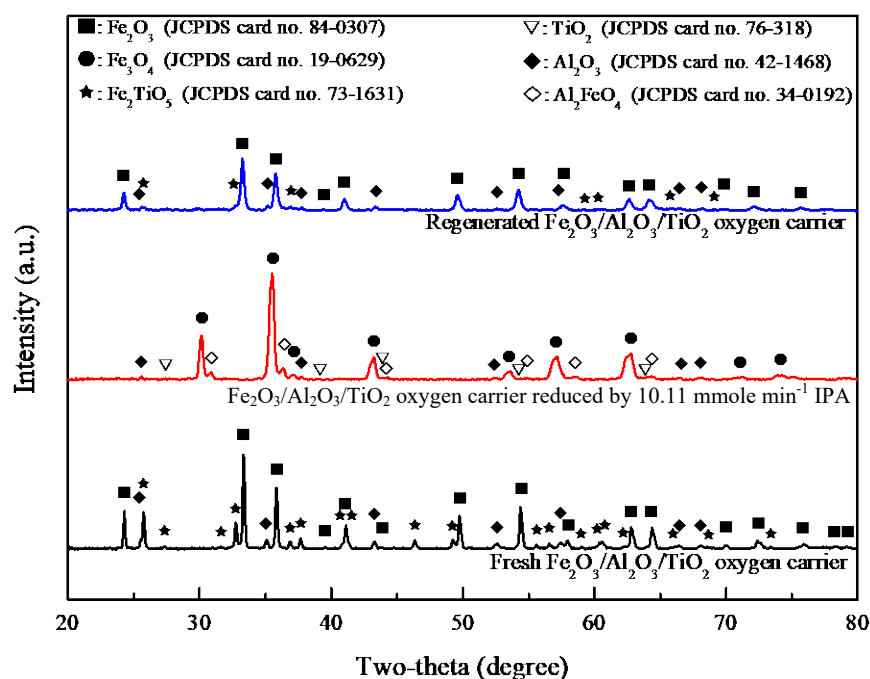 ■: Fe₂O₃ (JCPDS card no. 84-0307)
▽: TiO₂ (JCPDS card no. 76-318)
●: Fe₃O₄ (JCPDS card no. 19-0629)
◆: Al₂O₃ (JCPDS card no. 42-1468)
★: Fe₂TiO₅ (JCPDS card no. 73-1631)
◇: Al₂FeO₄ (JCPDS card no. 34-0192)
Regenerated Fe₂O₃/Al₂O₃/TiO₂ oxygen carrier
Fe₂O₃/Al₂O₃/TiO₂ oxygen carrier reduced by 10.11 mmole min⁻¹ IPA
Fresh Fe₂O₃/Al₂O₃/TiO₂ oxygen carrier
Intensity (a.u.)
20 30 40 50 60 70 80
Two-theta (degree)